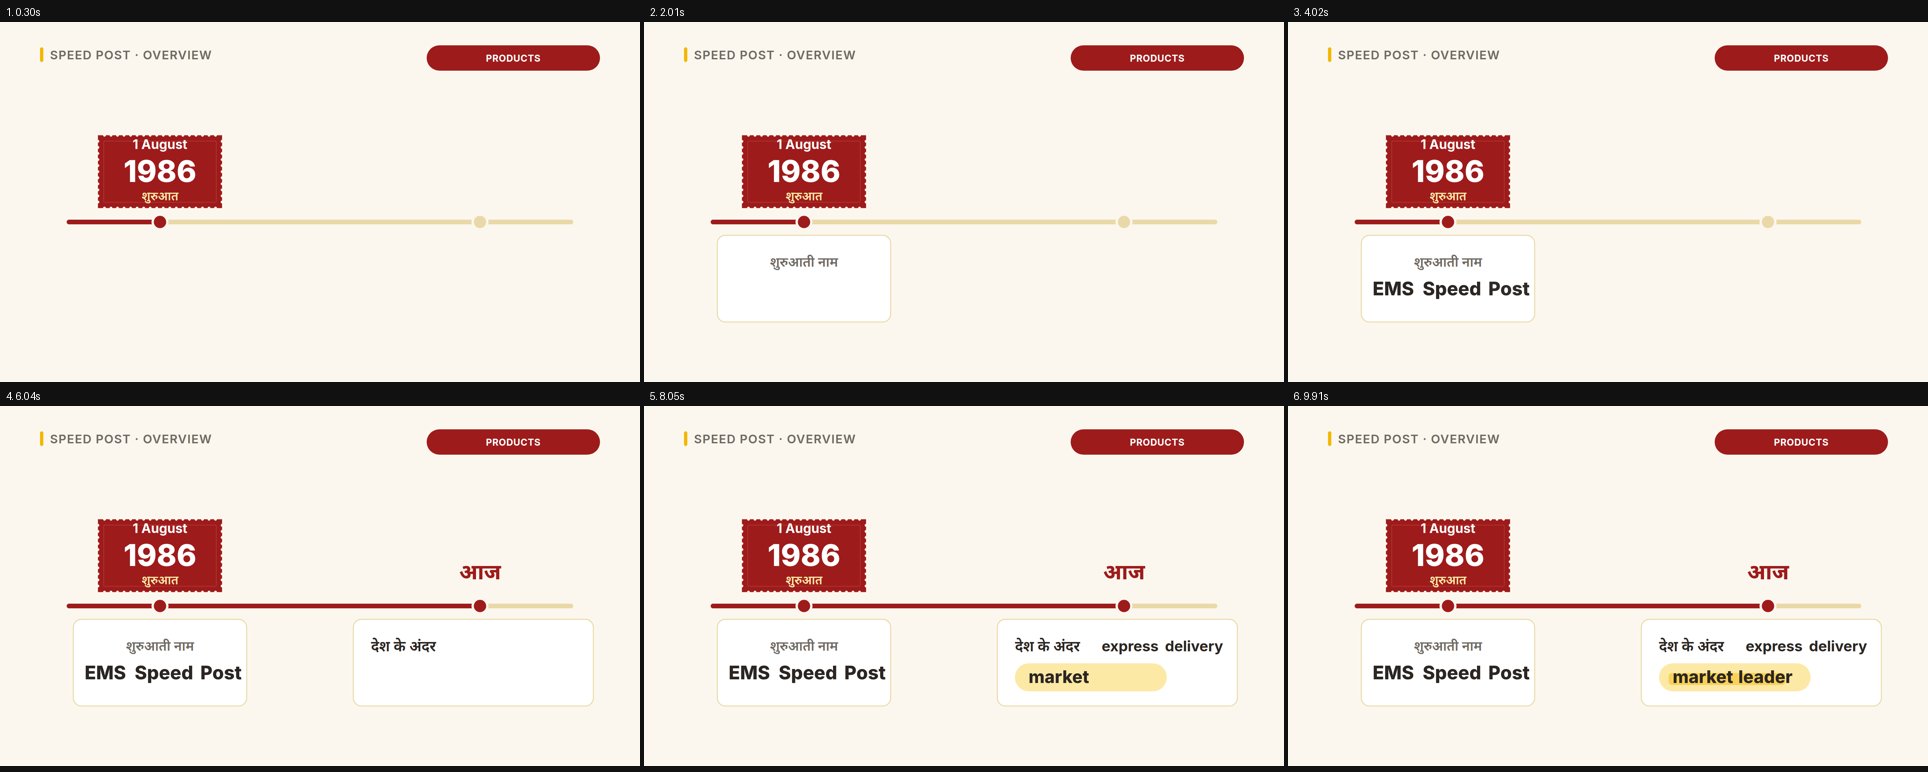 1. 0.30s
SPEED POST · OVERVIEW
PRODUCTS
1 August
1986
शुरुआत
2. 2.01s
SPEED POST · OVERVIEW
PRODUCTS
1 August
1986
शुरुआत
शुरुआती नाम
3. 4.02s
SPEED POST · OVERVIEW
PRODUCTS
1 August
1986
शुरुआत
शुरुआती नाम
EMS Speed Post
4. 6.04s
SPEED POST · OVERVIEW
PRODUCTS
1 August
1986
शुरुआत
आज
शुरुआती नाम
EMS Speed Post
देश के अंदर
5. 8.05s
SPEED POST · OVERVIEW
PRODUCTS
1 August
1986
शुरुआत
आज
शुरुआती नाम
EMS Speed Post
देश के अंदर express delivery
market
6. 9.91s
SPEED POST · OVERVIEW
PRODUCTS
1 August
1986
शुरुआत
आज
शुरुआती नाम
EMS Speed Post
देश के अंदर express delivery
market leader